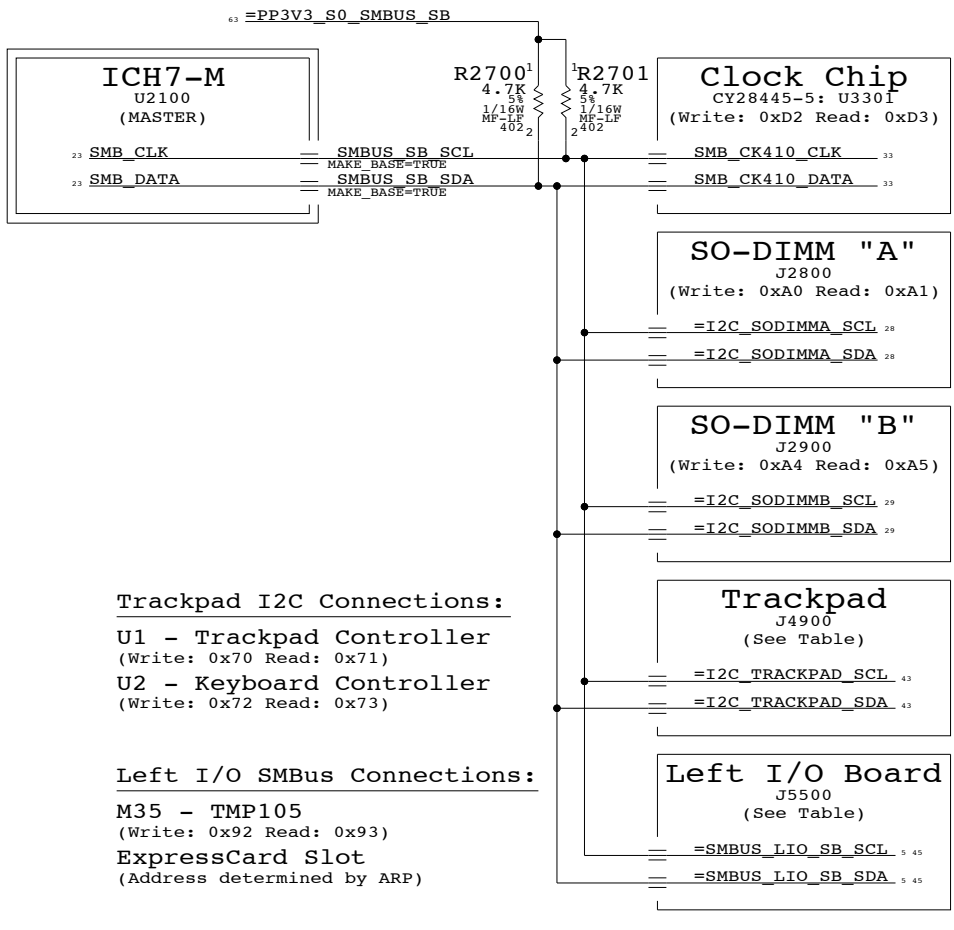 63 =PP3V3_S0_SMBUS_SB
ICH7-M
U2100
(MASTER)
23 SMB_CLK
23 SMB_DATA
SMBUS_SB_SCL
MAKE_BASE=TRUE
SMBUS_SB_SDA
MAKE_BASE=TRUE
R2700
1
4.7K
5%
1/16W
MF-LF
402
2
1
R2701
4.7K
5%
1/16W
MF-LF
402
2
Clock Chip
CY28445-5: U3301
(Write: 0xD2 Read: 0xD3)
SMB_CK410_CLK 33
SMB_CK410_DATA 33
SO-DIMM "A"
J2800
(Write: 0xA0 Read: 0xA1)
=I2C_SODIMMA_SCL 28
=I2C_SODIMMA_SDA 28
SO-DIMM "B"
J2900
(Write: 0xA4 Read: 0xA5)
=I2C_SODIMMB_SCL 29
=I2C_SODIMMB_SDA 29
Trackpad
J4900
(See Table)
=I2C_TRACKPAD_SCL 43
=I2C_TRACKPAD_SDA 43
Left I/O Board
J5500
(See Table)
=SMBUS_LIO_SB_SCL 5 45
=SMBUS_LIO_SB_SDA 5 45
Trackpad I2C Connections:
U1 - Trackpad Controller
(Write: 0x70 Read: 0x71)
U2 - Keyboard Controller
(Write: 0x72 Read: 0x73)
Left I/O SMBus Connections:
M35 - TMP105
(Write: 0x92 Read: 0x93)
ExpressCard Slot
(Address determined by ARP)